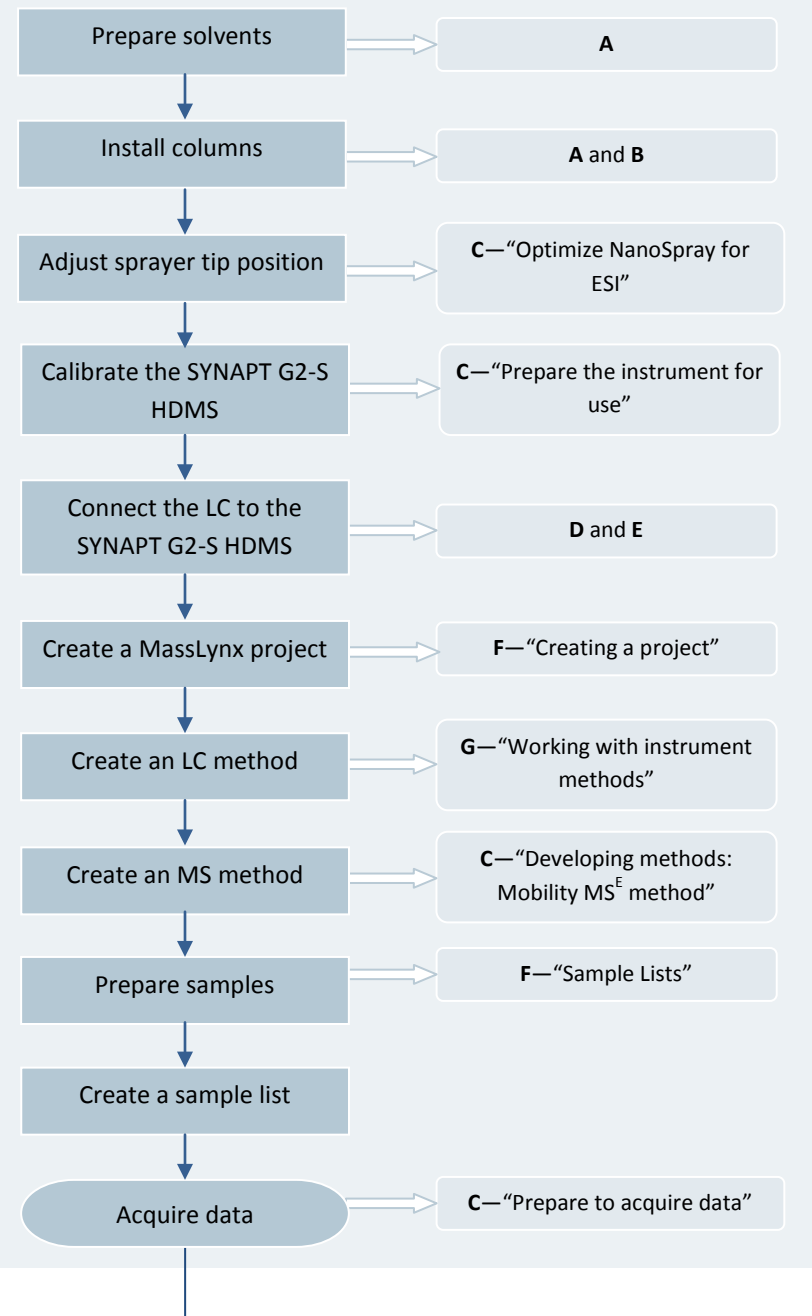 Prepare solvents
A
Install columns
A and B
Adjust sprayer tip position
C—“Optimize NanoSpray for
ESI”
Calibrate the SYNAPT G2-S
HDMS
C—“Prepare the instrument for
use”
Connect the LC to the
SYNAPT G2-S HDMS
D and E
Create a MassLynx project
F—“Creating a project”
Create an LC method
G—“Working with instrument
methods”
Create an MS method
C—“Developing methods:
Mobility MSᴱ method”
Prepare samples
F—“Sample Lists”
Create a sample list
Acquire data
C—“Prepare to acquire data”